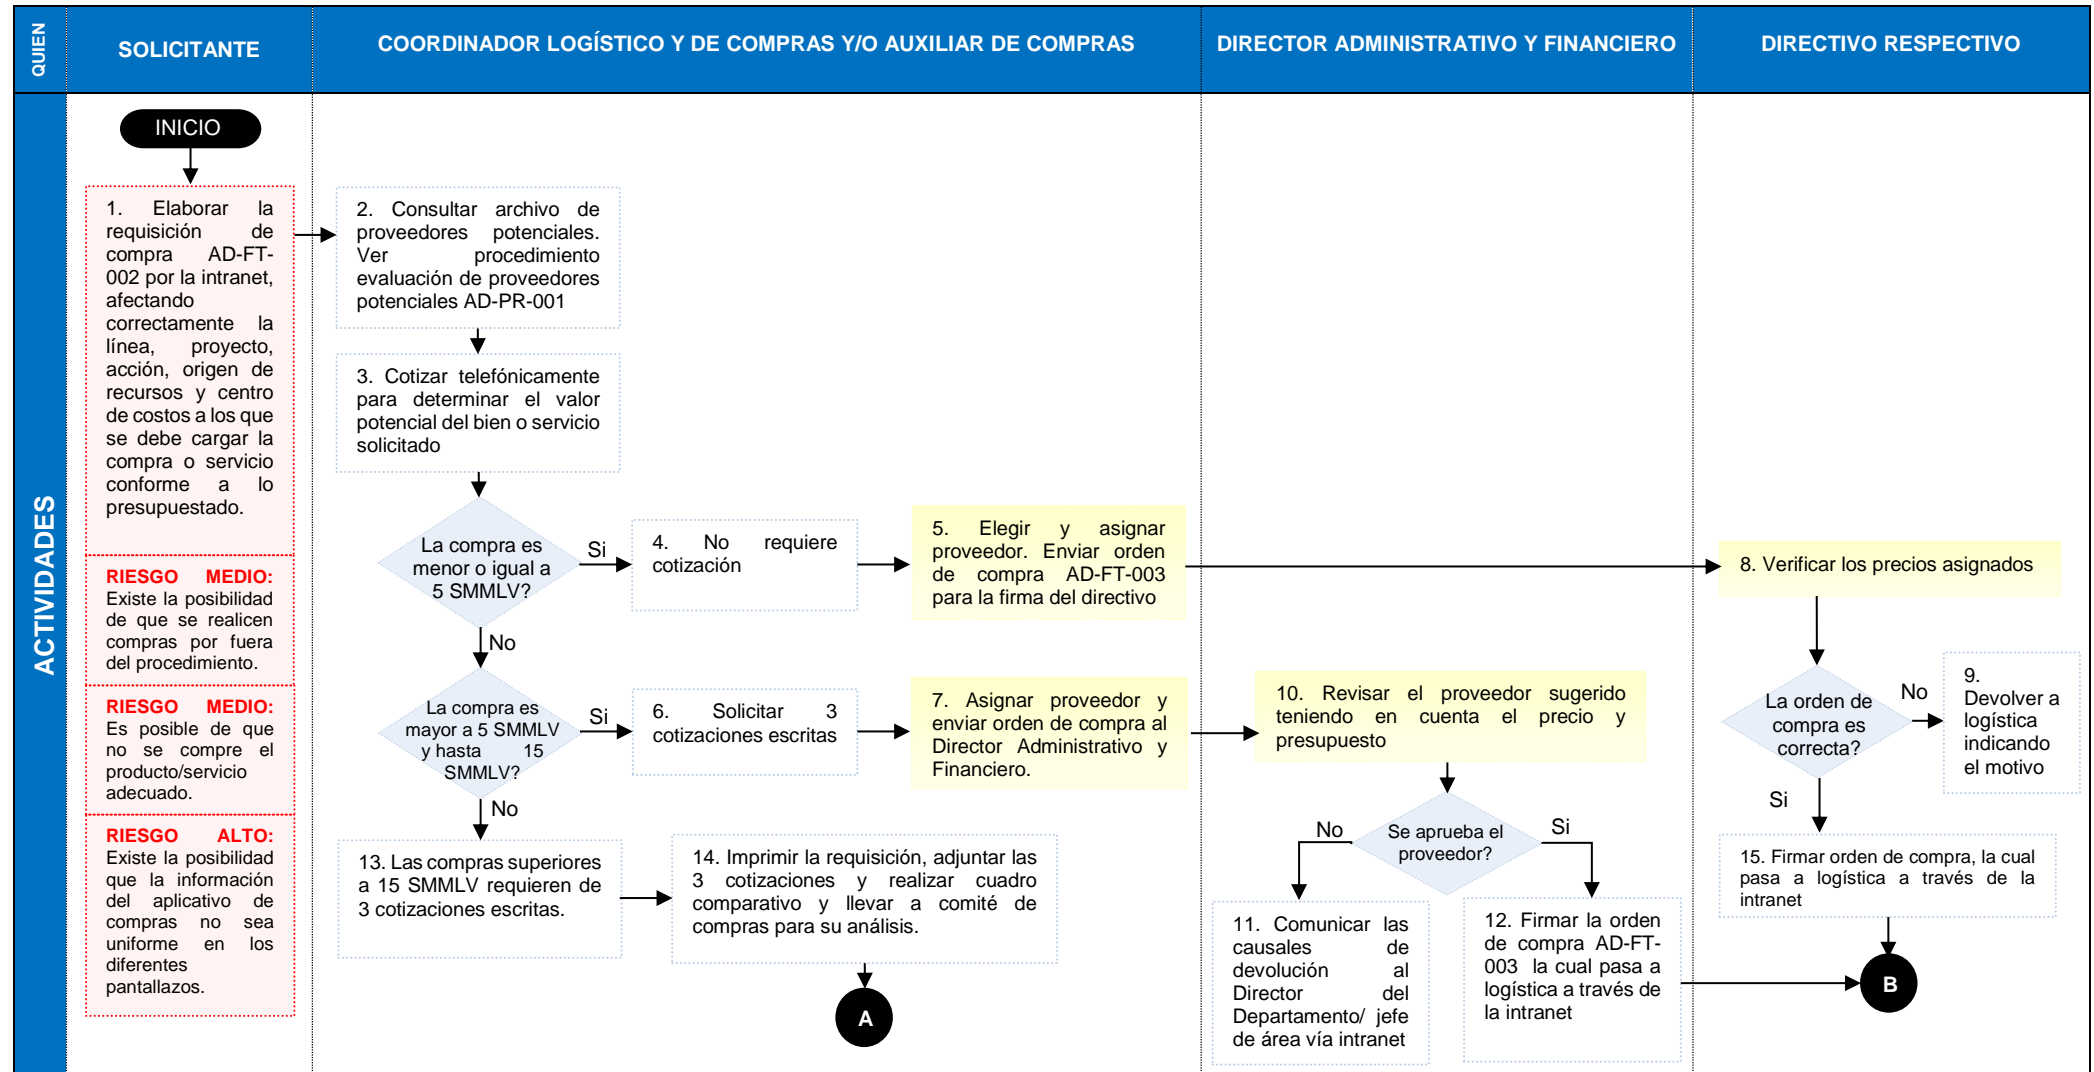 QUIEN
SOLICITANTE
COORDINADOR LOGÍSTICO Y DE COMPRAS Y/O AUXILIAR DE COMPRAS
DIRECTOR ADMINISTRATIVO Y FINANCIERO
DIRECTIVO RESPECTIVO
ACTIVIDADES
INICIO
1. Elaborar la
requisición de
compra AD-FT-
002 por la intranet,
afectando
correctamente la
línea, proyecto,
acción, origen de
recursos y centro
de costos a los que
se debe cargar la
compra o servicio
conforme a lo
presupuestado.
RIESGO MEDIO:
Existe la posibilidad
de que se realicen
compras por fuera
del procedimiento.
RIESGO MEDIO:
Es posible de que
no se compre el
producto/servicio
adecuado.
RIESGO ALTO:
Existe la posibilidad
que la información
del aplicativo de
compras no sea
uniforme en los
diferentes
pantallazos.
2. Consultar archivo de
proveedores potenciales.
Ver procedimiento
evaluación de proveedores
potenciales AD-PR-001
3. Cotizar telefónicamente
para determinar el valor
potencial del bien o servicio
solicitado
La compra es
menor o igual a
5 SMMLV?
Si
No
4. No requiere
cotización
5. Elegir y asignar
proveedor. Enviar orden
de compra AD-FT-003
para la firma del directivo
La compra es
mayor a 5 SMMLV
y hasta 15
SMMLV?
Si
No
6. Solicitar 3
cotizaciones escritas
7. Asignar proveedor y
enviar orden de compra al
Director Administrativo y
Financiero.
13. Las compras superiores
a 15 SMMLV requieren de
3 cotizaciones escritas.
14. Imprimir la requisición, adjuntar las
3 cotizaciones y realizar cuadro
comparativo y llevar a comité de
compras para su análisis.
A
10. Revisar el proveedor sugerido
teniendo en cuenta el precio y
presupuesto
Se aprueba el
proveedor?
No
Si
11. Comunicar las
causales de
devolución al
Director del
Departamento/ jefe
de área vía intranet
12. Firmar la orden
de compra AD-FT-
003 la cual pasa a
logística a través de
la intranet
8. Verificar los precios asignados
La orden de
compra es
correcta?
No
Si
9.
Devolver a
logística
indicando
el motivo
15. Firmar orden de compra, la cual
pasa a logística a través de la
intranet
B